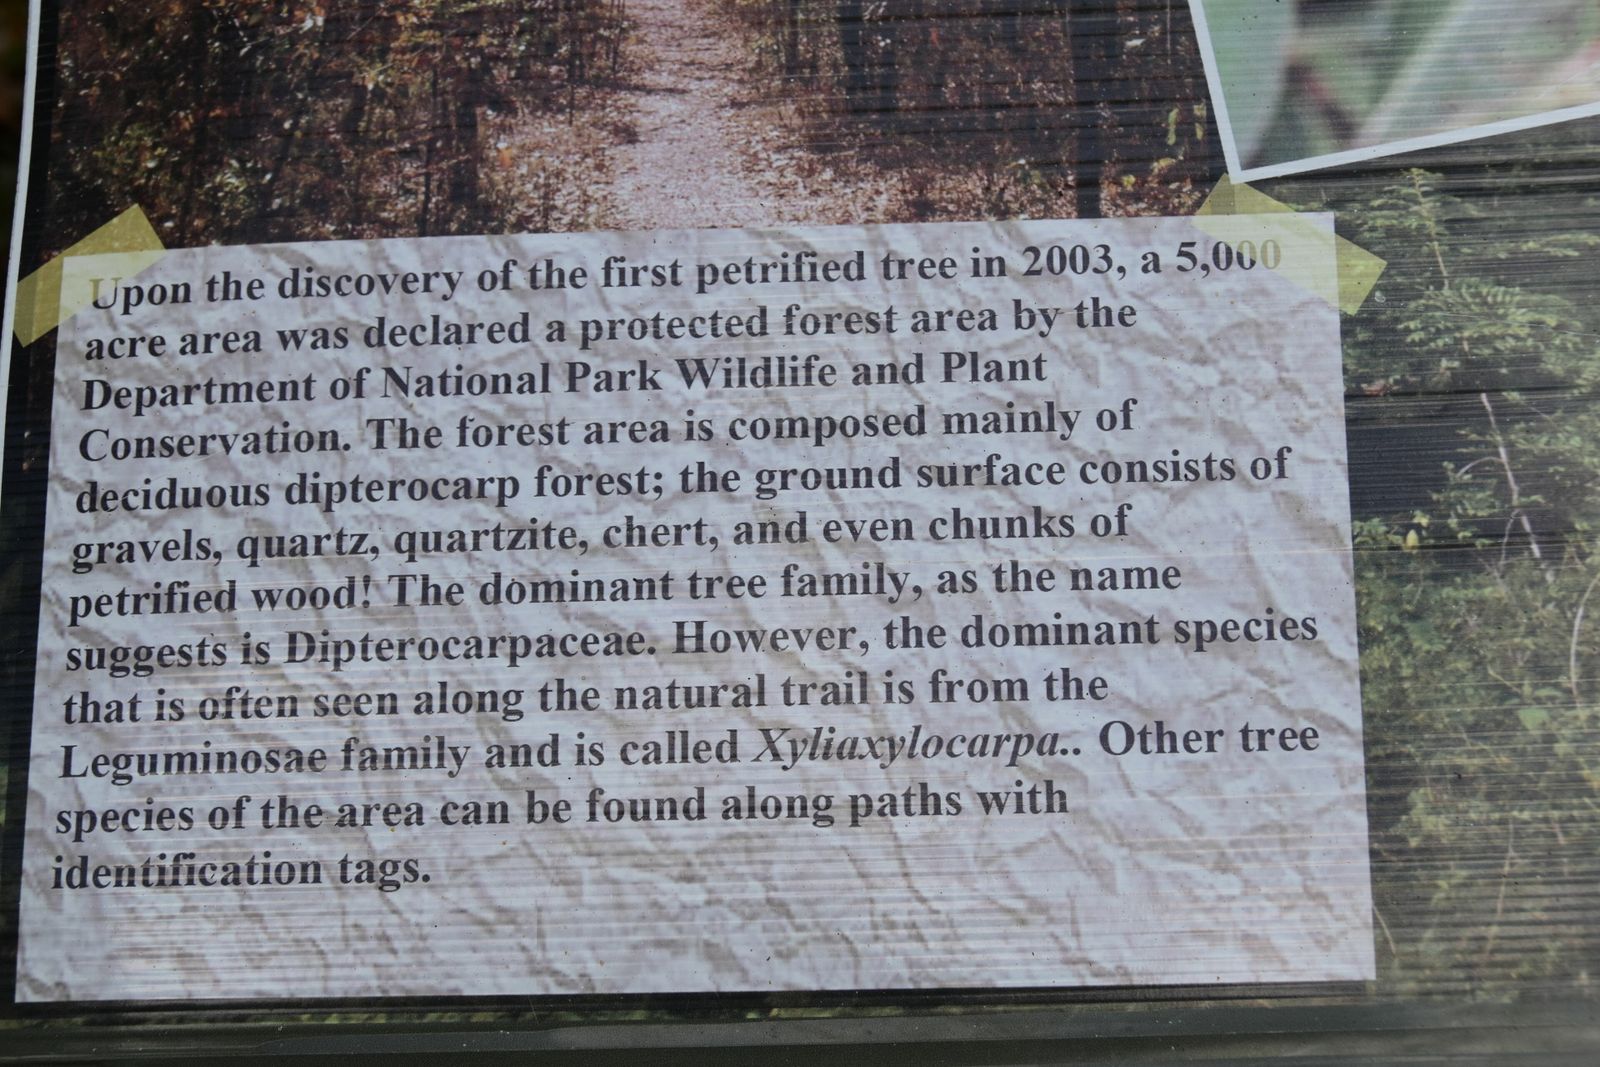 Upon the discovery of the first petrified tree in 2003, a 5,000
acre area was declared a protected forest area by the
Department of National Park Wildlife and Plant
Conservation. The forest area is composed mainly of
deciduous dipterocarp forest; the ground surface consists of
gravels, quartz, quartzite, chert, and even chunks of
petrified wood! The dominant tree family, as the name
suggests is Dipterocarpaceae. However, the dominant species
that is often seen along the natural trail is from the
Leguminosae family and is called Xyliaxylocarpa.. Other tree
species of the area can be found along paths with
identification tags.